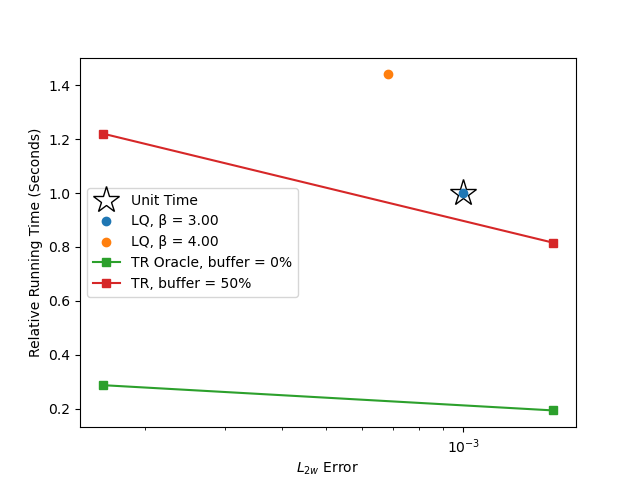 1.4
1.2
1.0
0.8
0.6
0.4
0.2
Relative Running Time (Seconds)
Unit Time
LQ, β = 3.00
LQ, β = 4.00
TR Oracle, buffer = 0%
TR, buffer = 50%
10⁻³
L₂w Error